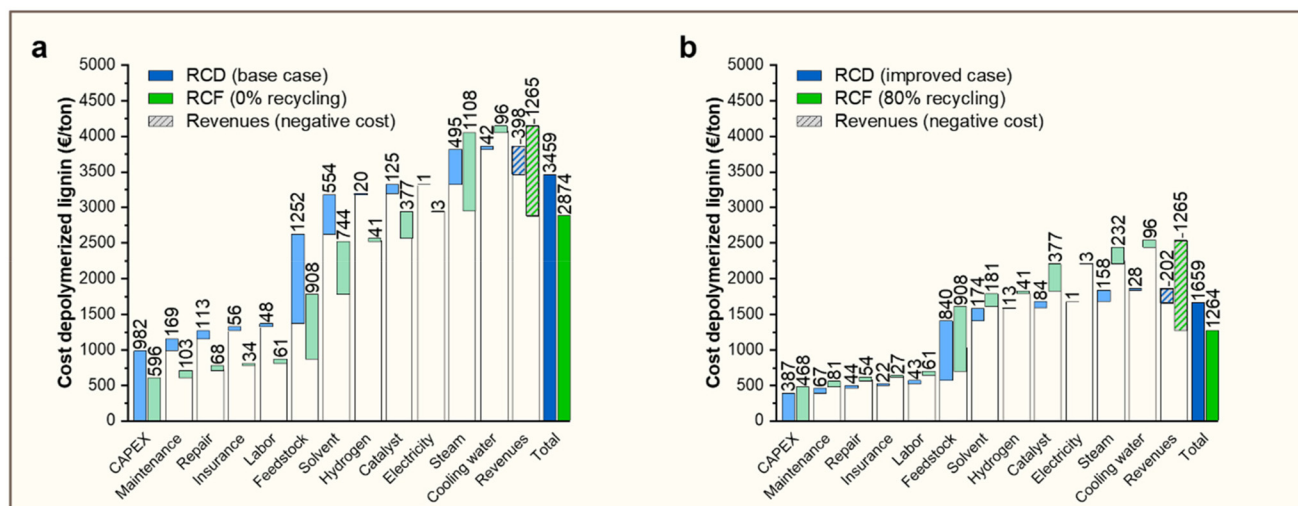 a
Cost depolymerized lignin (€/ton)
5000
4500
4000
3500
3000
2500
2000
1500
1000
500
0
RCD (base case)
RCF (0% recycling)
Revenues (negative cost)
982
596
169
103
113
68
56
34
48
61
1252
908
554
744
20
41
125
377
1
3
495
1108
42
96
-398
-1265
3459
2874
CAPEX
Maintenance
Repair
Insurance
Labor
Feedstock
Solvent
Hydrogen
Catalyst
Electricity
Steam
Cooling water
Revenues
Total
b
Cost depolymerized lignin (€/ton)
5000
4500
4000
3500
3000
2500
2000
1500
1000
500
0
RCD (improved case)
RCF (80% recycling)
Revenues (negative cost)
387
468
67
81
44
54
22
27
43
61
840
908
174
181
13
41
84
377
1
3
158
232
28
96
-202
-1265
1659
1264
CAPEX
Maintenance
Repair
Insurance
Labor
Feedstock
Solvent
Hydrogen
Catalyst
Electricity
Steam
Cooling water
Revenues
Total